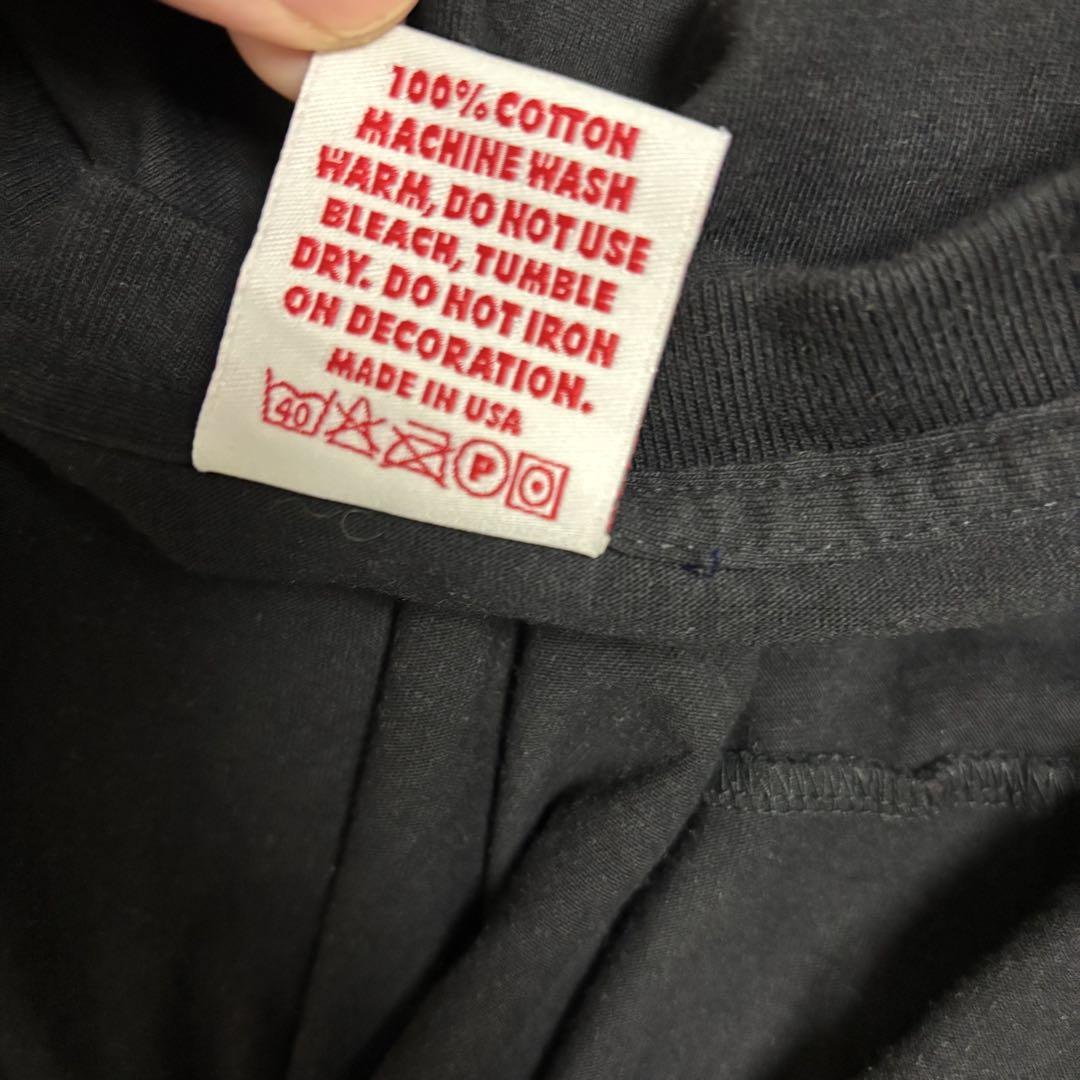 100% COTTON
MACHINE WASH
WARM, DO NOT USE
BLEACH, TUMBLE
DRY. DO NOT IRON
ON DECORATION.
MADE IN USA
40 P